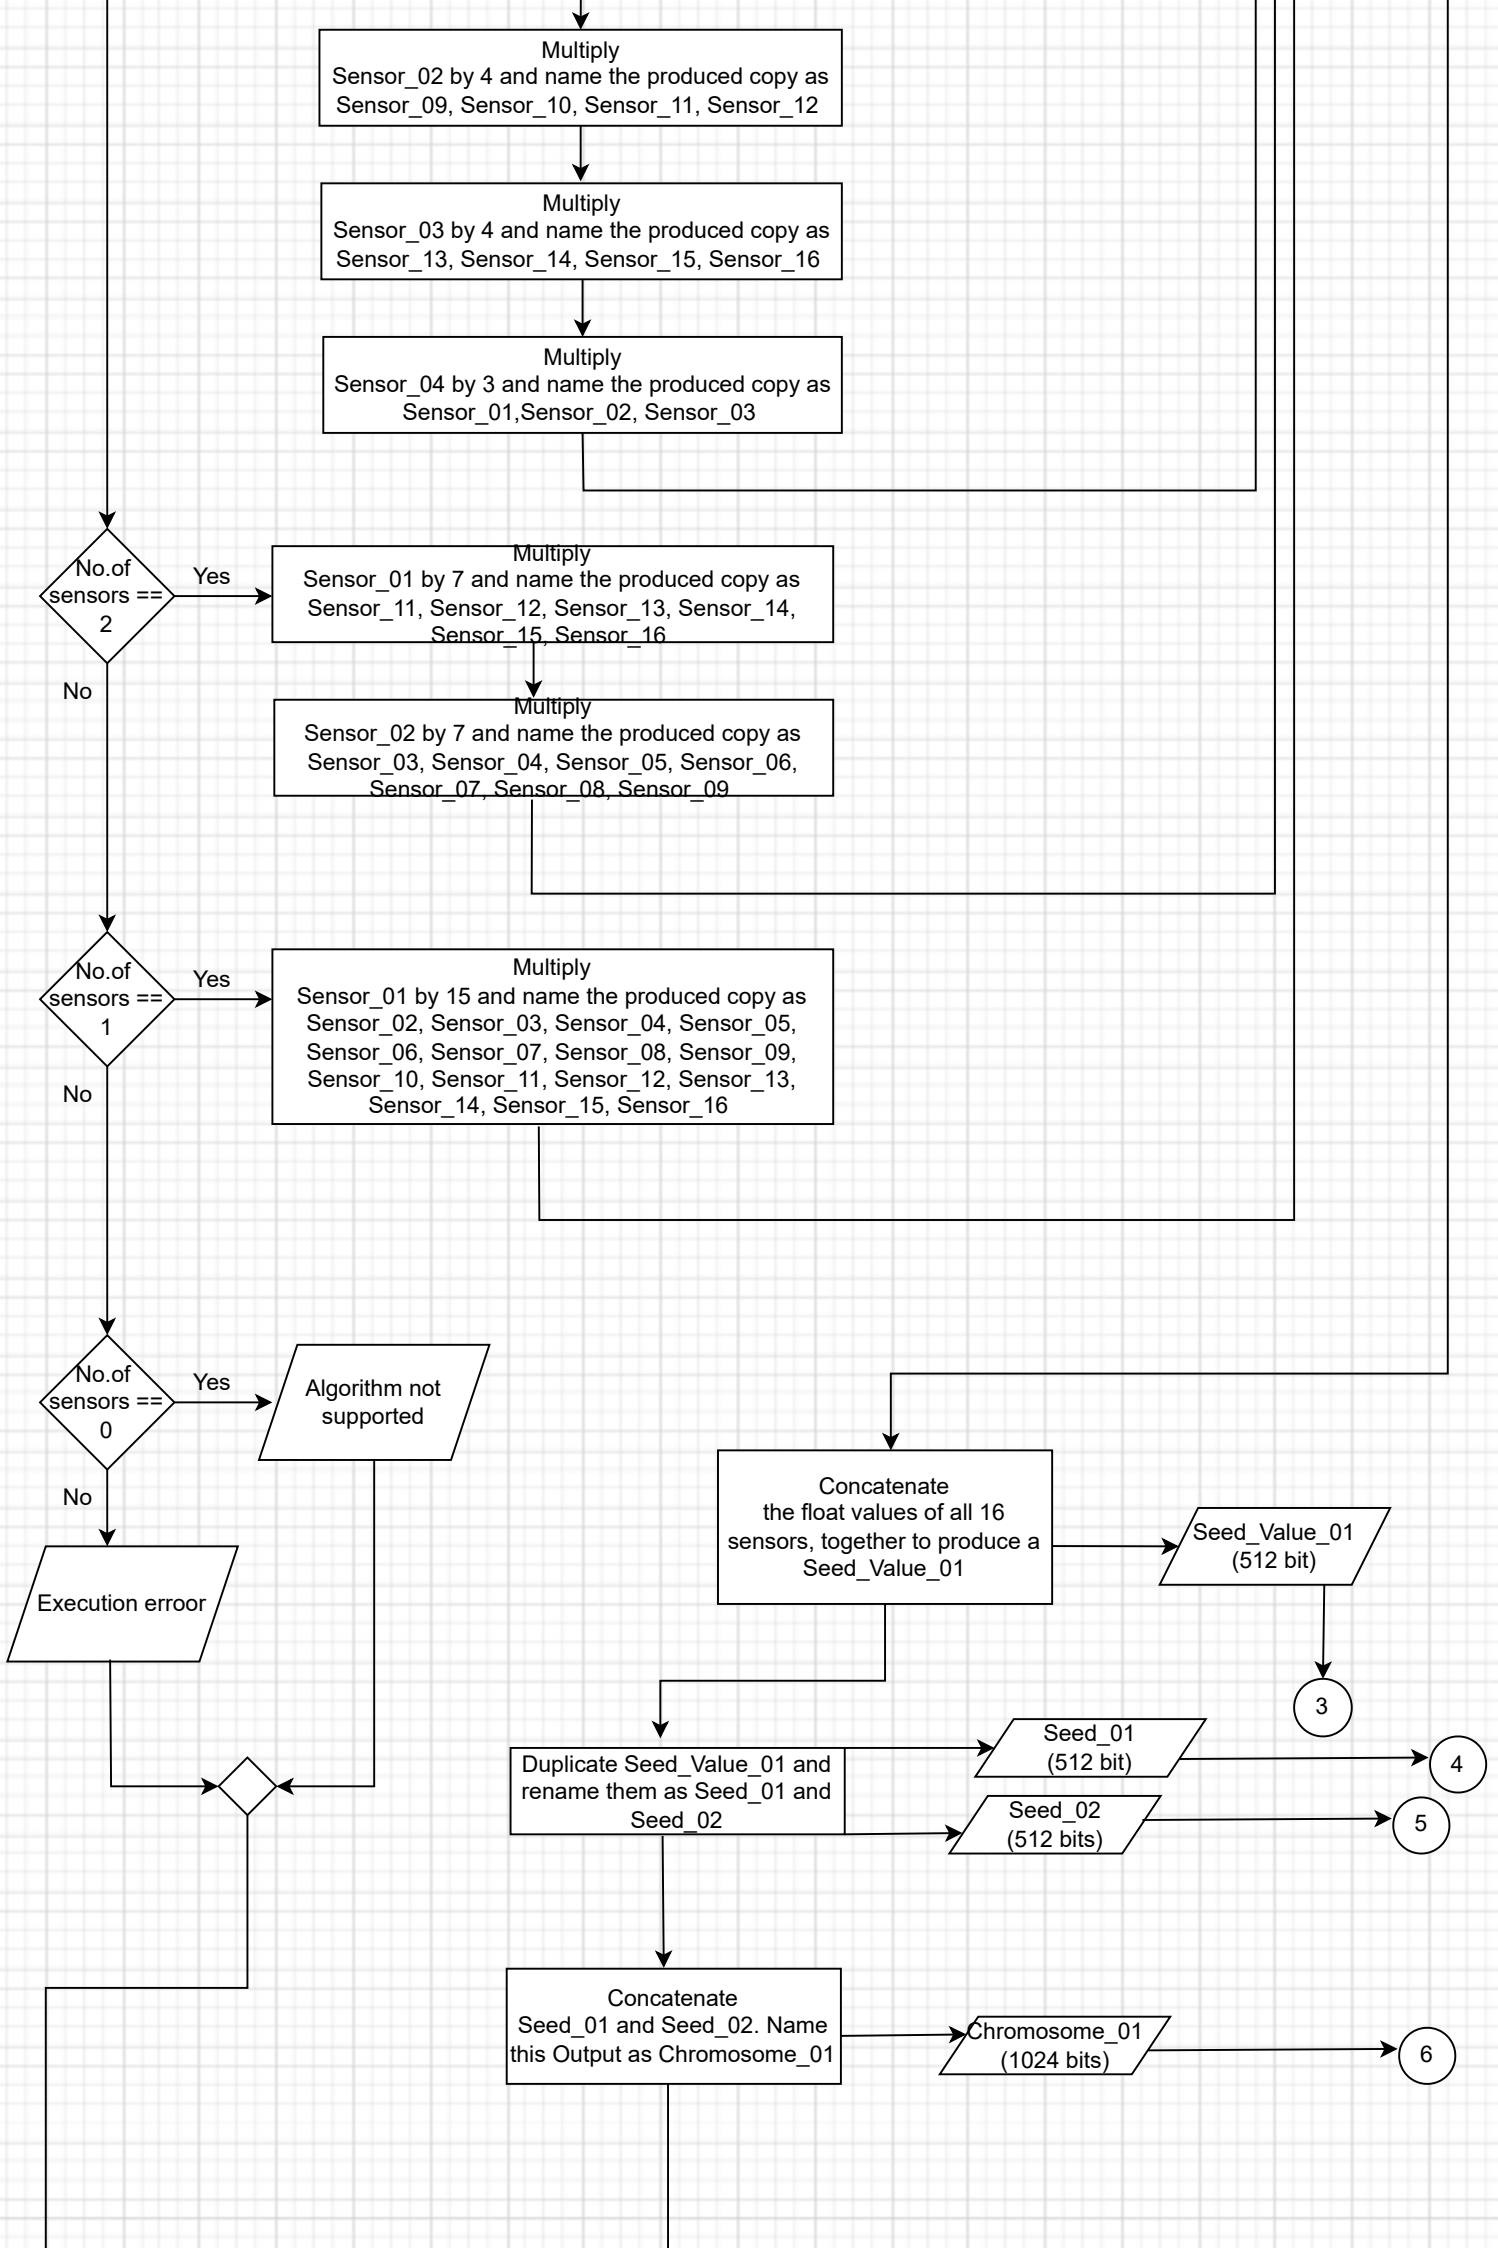 Multiply
Sensor_02 by 4 and name the produced copy as
Sensor_09, Sensor_10, Sensor_11, Sensor_12
Multiply
Sensor_03 by 4 and name the produced copy as
Sensor_13, Sensor_14, Sensor_15, Sensor_16
Multiply
Sensor_04 by 3 and name the produced copy as
Sensor_01,Sensor_02, Sensor_03
No.of
sensors ==
2
Yes
No
Multiply
Sensor_01 by 7 and name the produced copy as
Sensor_11, Sensor_12, Sensor_13, Sensor_14,
Sensor_15, Sensor_16
Multiply
Sensor_02 by 7 and name the produced copy as
Sensor_03, Sensor_04, Sensor_05, Sensor_06,
Sensor_07, Sensor_08, Sensor_09
No.of
sensors ==
1
Yes
No
Multiply
Sensor_01 by 15 and name the produced copy as
Sensor_02, Sensor_03, Sensor_04, Sensor_05,
Sensor_06, Sensor_07, Sensor_08, Sensor_09,
Sensor_10, Sensor_11, Sensor_12, Sensor_13,
Sensor_14, Sensor_15, Sensor_16
No.of
sensors ==
0
Yes
No
Algorithm not
supported
Execution erroor
Concatenate
the float values of all 16
sensors, together to produce a
Seed_Value_01
Seed_Value_01
(512 bit)
3
Duplicate Seed_Value_01 and
rename them as Seed_01 and
Seed_02
Seed_01
(512 bit)
4
Seed_02
(512 bits)
5
Concatenate
Seed_01 and Seed_02. Name
this Output as Chromosome_01
Chromosome_01
(1024 bits)
6